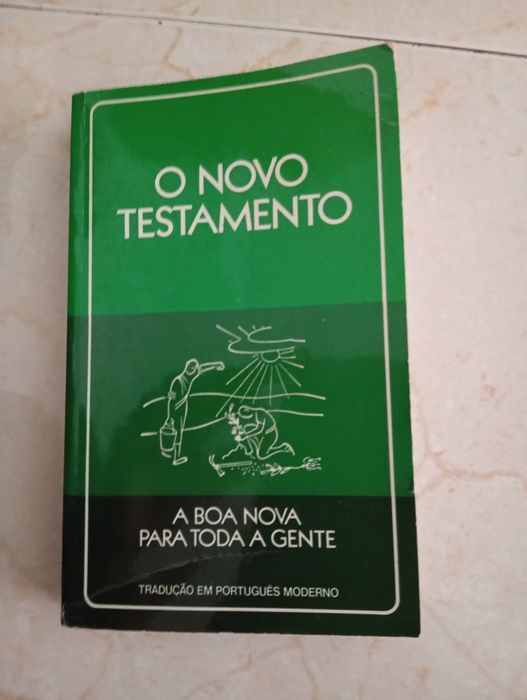 O NOVO
TESTAMENTO
A BOA NOVA
PARA TODA A GENTE
TRADUÇÃO EM PORTUGUÊS MODERNO